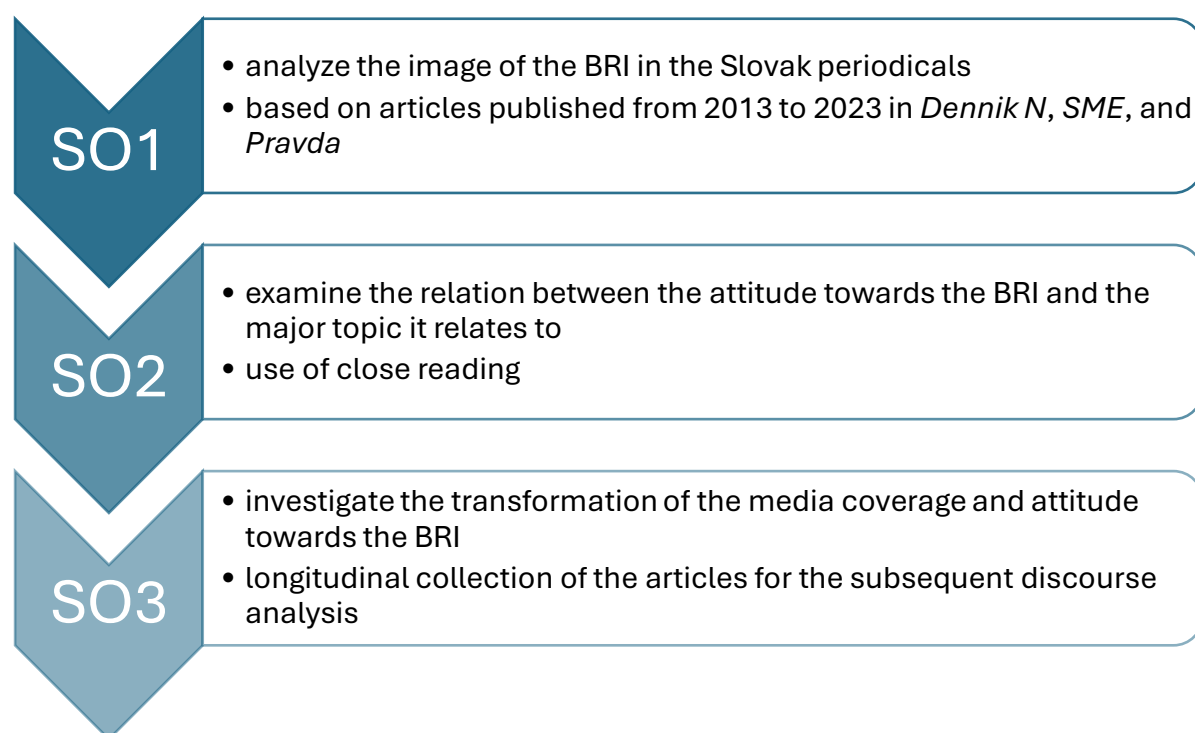 SO1
• analyze the image of the BRI in the Slovak periodicals
• based on articles published from 2013 to 2023 in Dennik N, SME, and
Pravda
SO2
• examine the relation between the attitude towards the BRI and the
major topic it relates to
• use of close reading
SO3
• investigate the transformation of the media coverage and attitude
towards the BRI
• longitudinal collection of the articles for the subsequent discourse
analysis